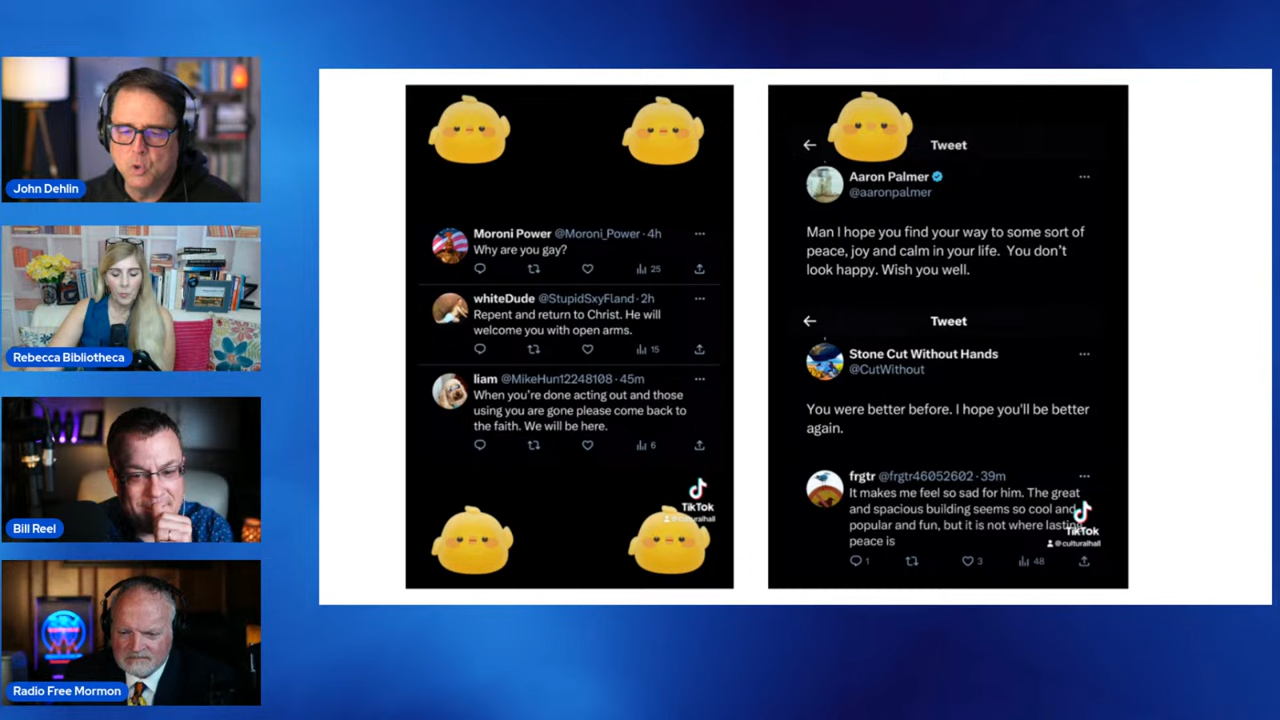 John Dehlin
Rebecca Bibliotheca
Bill Reel
Radio Free Mormon
Moroni Power @Moroni_Power · 4h
Why are you gay?
25
whiteDude @StupidSxyFland · 2h
Repent and return to Christ. He will
welcome you with open arms.
15
liam @MikeHun12248108 · 45m
When you're done acting out and those
using you are gone please come back to
the faith. We will be here.
6
TikTok
@culturalhall
Tweet
Aaron Palmer
@aaronpalmer
Man I hope you find your way to some sort of
peace, joy and calm in your life. You don't
look happy. Wish you well.
Tweet
Stone Cut Without Hands
@CutWithout
You were better before. I hope you'll be better
again.
frgtr @frgtr46052602 · 39m
It makes me feel so sad for him. The great
and spacious building seems so cool and
popular and fun, but it is not where lasting
peace is
TikTok
@culturalhall
1
3
48